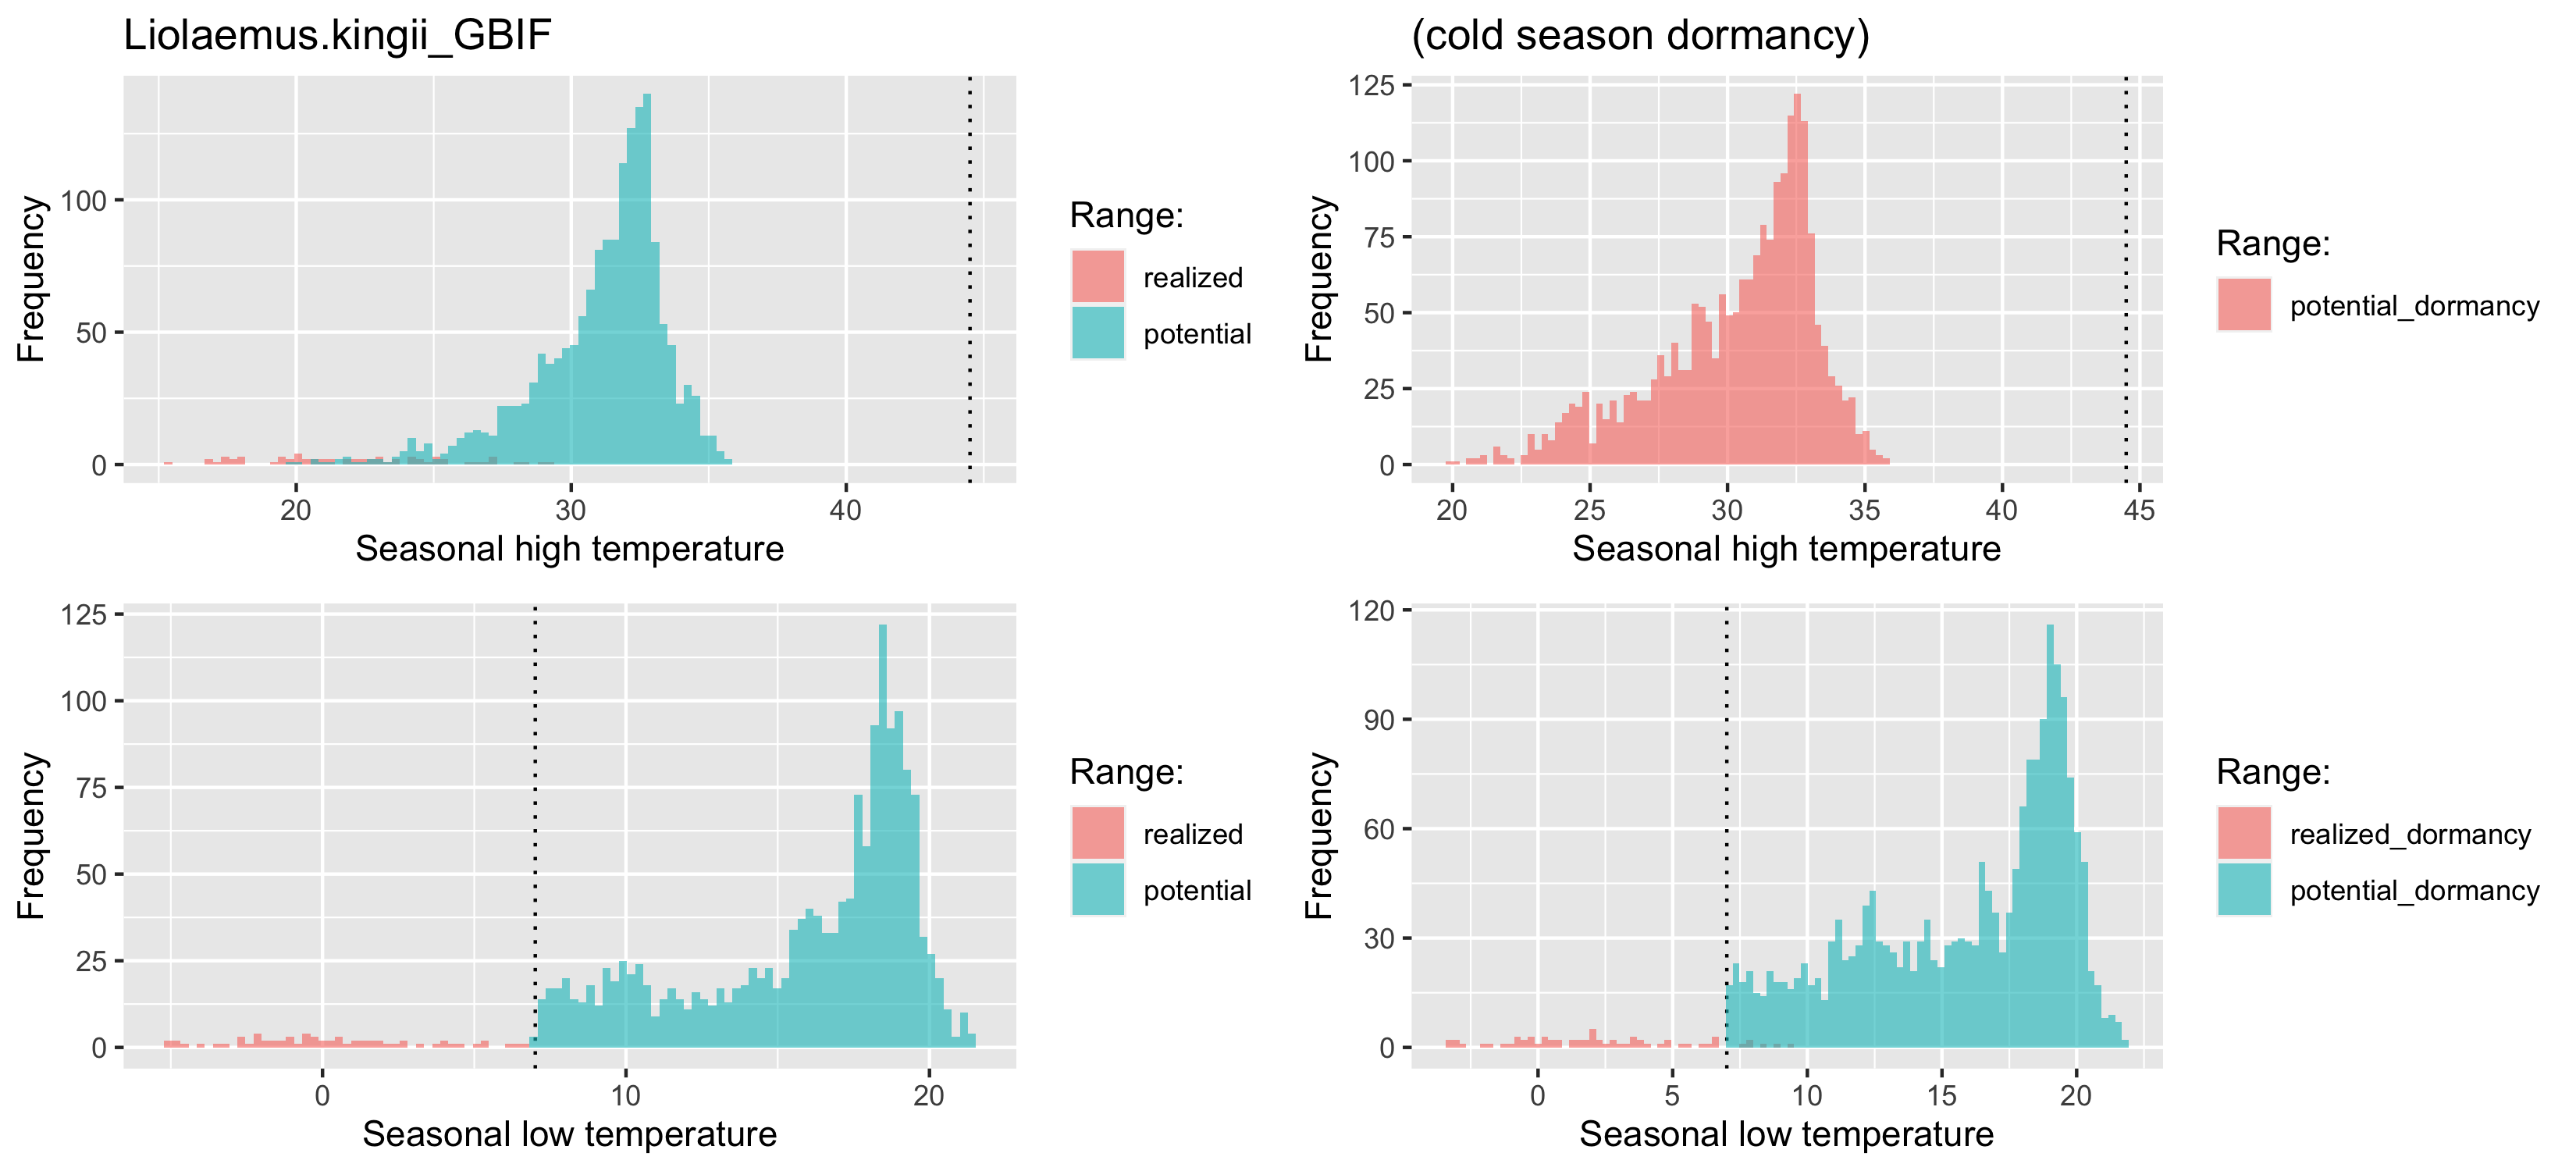 Liolaemus.kingii_GBIF
Frequency
100
50
0
20 30 40
Seasonal high temperature
Range:
realized
potential
(cold season dormancy)
Frequency
125
100
75
50
25
0
20 25 30 35 40 45
Seasonal high temperature
Range:
potential_dormancy
Frequency
125
100
75
50
25
0
0 10 20
Seasonal low temperature
Range:
realized
potential
Frequency
120
90
60
30
0
0 5 10 15 20
Seasonal low temperature
Range:
realized_dormancy
potential_dormancy